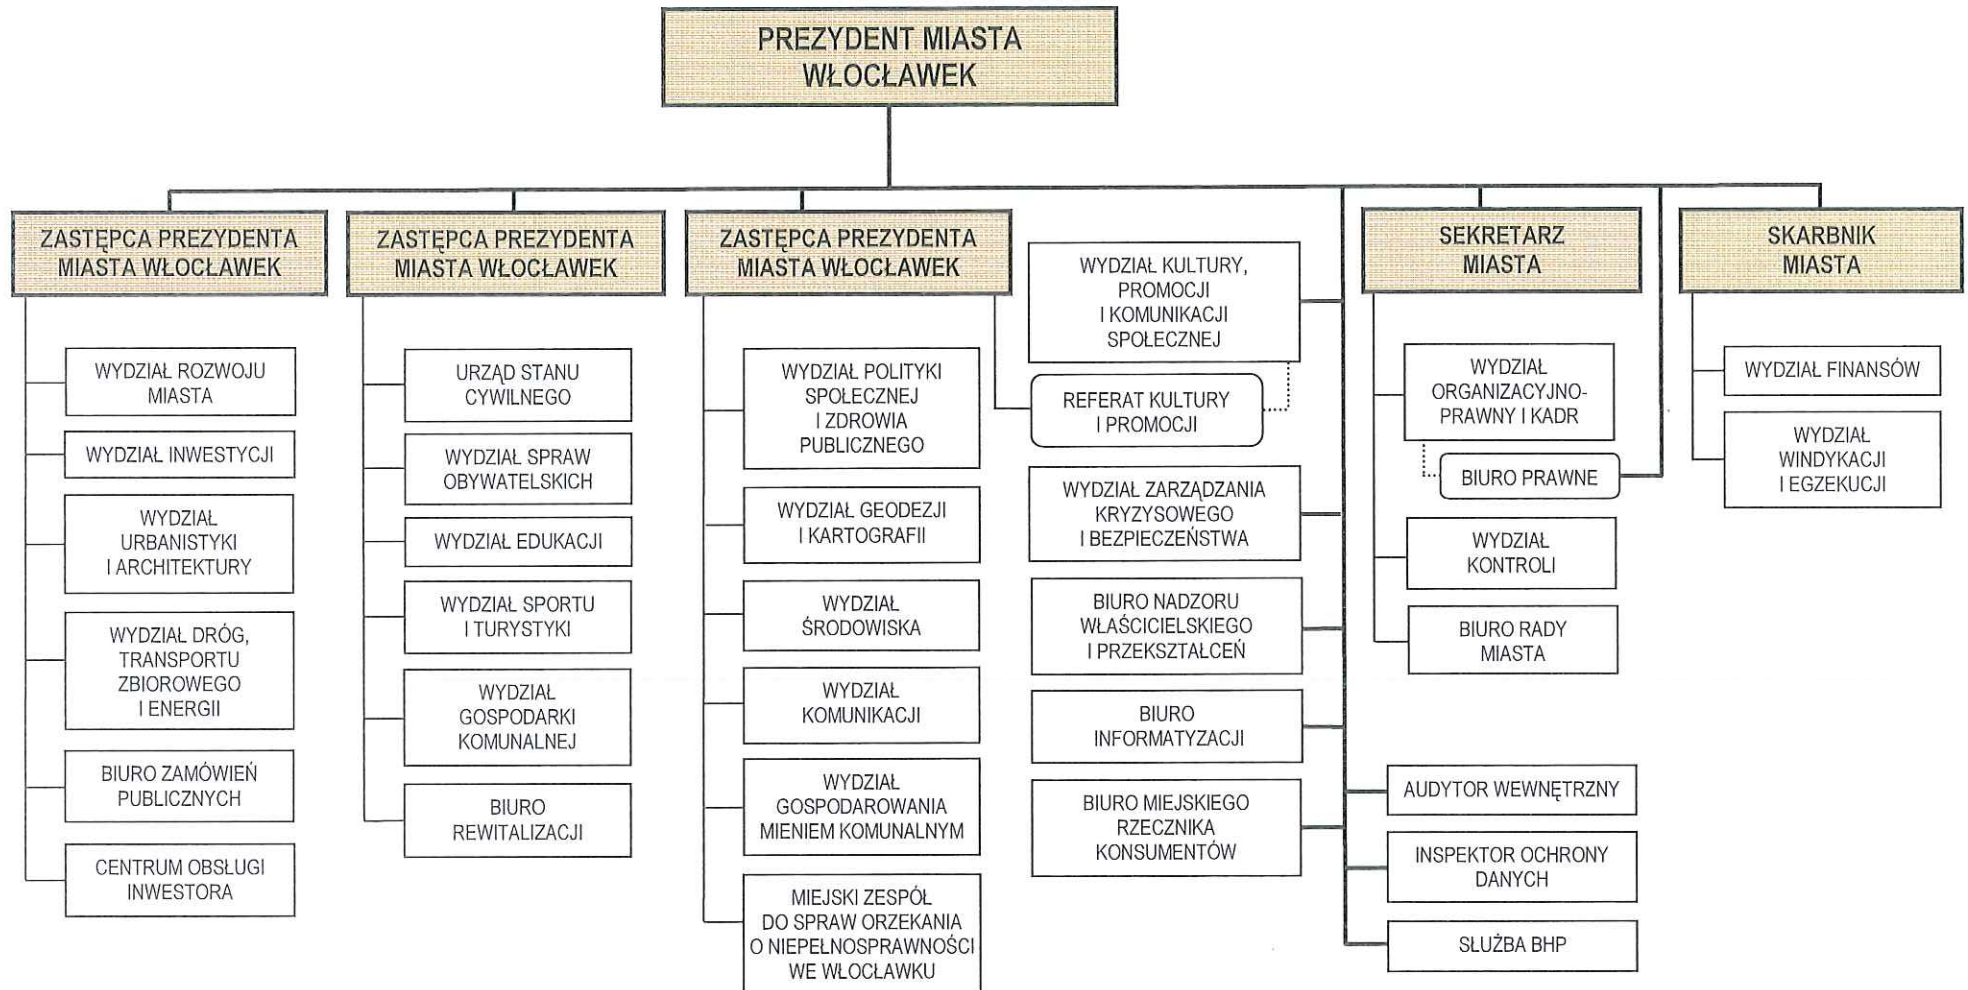 PREZYDENT MIASTA
WŁOCŁAWEK
ZASTĘPCA PREZYDENTA
MIASTA WŁOCŁAWEK
WYDZIAŁ ROZWOJU
MIASTA
WYDZIAŁ INWESTYCJI
WYDZIAŁ
URBANISTYKI
I ARCHITEKTURY
WYDZIAŁ DRÓG,
TRANSPORTU
ZBIOROWEGO
I ENERGII
BIURO ZAMÓWIEŃ
PUBLICZNYCH
CENTRUM OBSŁUGI
INWESTORA
ZASTĘPCA PREZYDENTA
MIASTA WŁOCŁAWEK
URZĄD STANU
CYWILNEGO
WYDZIAŁ SPRAW
OBYWATELSKICH
WYDZIAŁ EDUKACJI
WYDZIAŁ SPORTU
I TURYSTYKI
WYDZIAŁ
GOSPODARKI
KOMUNALNEJ
BIURO
REWITALIZACJI
ZASTĘPCA PREZYDENTA
MIASTA WŁOCŁAWEK
WYDZIAŁ POLITYKI
SPOŁECZNEJ
I ZDROWIA
PUBLICZNEGO
WYDZIAŁ GEODEZJI
I KARTOGRAFII
WYDZIAŁ
ŚRODOWISKA
WYDZIAŁ
KOMUNIKACJI
WYDZIAŁ
GOSPODAROWANIA
MIENIEM KOMUNALNYM
MIEJSKI ZESPÓŁ
DO SPRAW ORZEKANIA
O NIEPEŁNOSPRAWNOŚCI
WE WŁOCŁAWKU
WYDZIAŁ KULTURY,
PROMOCJI
I KOMUNIKACJI
SPOŁECZNEJ
REFERAT KULTURY
I PROMOCJI
WYDZIAŁ ZARZĄDZANIA
KRYZYSOWEGO
I BEZPIECZEŃSTWA
BIURO NADZORU
WŁAŚCICIELSKIEGO
I PRZEKSZTAŁCEŃ
BIURO
INFORMATYZACJI
BIURO MIEJSKIEGO
RZECZNIKA
KONSUMENTÓW
SEKRETARZ
MIASTA
WYDZIAŁ
ORGANIZACYJNO-
PRAWNY I KADR
BIURO PRAWNE
WYDZIAŁ
KONTROLI
BIURO RADY
MIASTA
AUDYTOR WEWNĘTRZNY
INSPEKTOR OCHRONY
DANYCH
SŁUŻBA BHP
SKARBNIK
MIASTA
WYDZIAŁ FINANSÓW
WYDZIAŁ
WINDYKACJI
I EGZEKUCJI